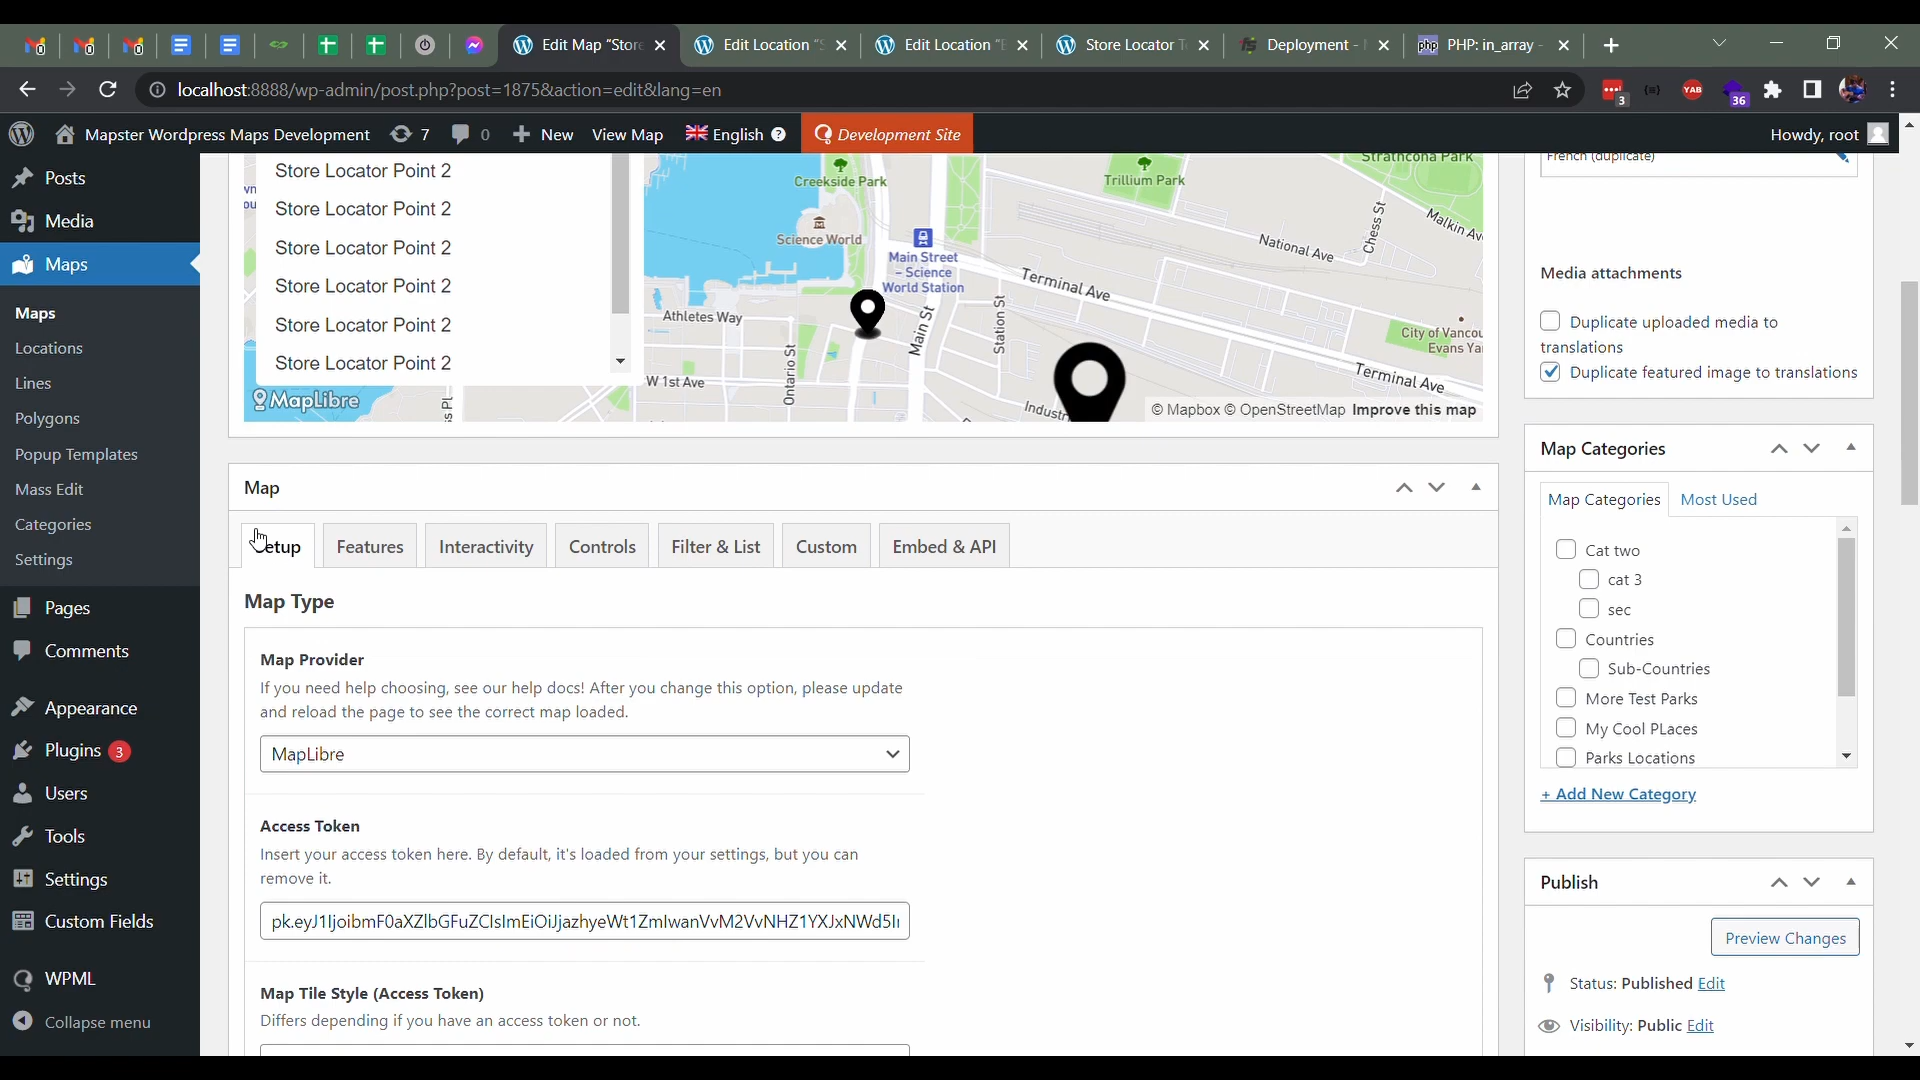 Edit Map “Store
Edit Location “S
Edit Location “E
Store Locator T
Deployment -
PHP: in_array -
localhost:8888/wp-admin/post.php?post=1875&action=edit&lang=en
3
YAB
36
Mapster Wordpress Maps Development
7
0
New
View Map
English
Development Site
Howdy, root
Posts
Media
Maps
Maps
Locations
Lines
Polygons
Popup Templates
Mass Edit
Categories
Settings
Pages
Comments
Appearance
Plugins 3
Users
Tools
Settings
Custom Fields
WPML
Collapse menu
Store Locator Point 2
Store Locator Point 2
Store Locator Point 2
Store Locator Point 2
Store Locator Point 2
Store Locator Point 2
Creekside Park
Trillium Park
Strathcona Park
Science World
Main Street
– Science
World Station
National Ave
Chess St
Malkin Av
Terminal Ave
Athletes Way
Main St
Station St
Ontario St
W 1st Ave
City of Vancou
Evans Ya
Terminal Ave
Industr
MapLibre
© Mapbox © OpenStreetMap Improve this map
Map
Setup
Features
Interactivity
Controls
Filter & List
Custom
Embed & API
Map Type
Map Provider
If you need help choosing, see our help docs! After you change this option, please update
and reload the page to see the correct map loaded.
MapLibre
Access Token
Insert your access token here. By default, it's loaded from your settings, but you can
remove it.
Map Tile Style (Access Token)
Differs depending if you have an access token or not.
French (duplicate)
Media attachments
Duplicate uploaded media to
translations
Duplicate featured image to translations
Map Categories
Map Categories
Most Used
Cat two
cat 3
sec
Countries
Sub-Countries
More Test Parks
My Cool PLaces
Parks Locations
+ Add New Category
Publish
Preview Changes
Status: Published Edit
Visibility: Public Edit